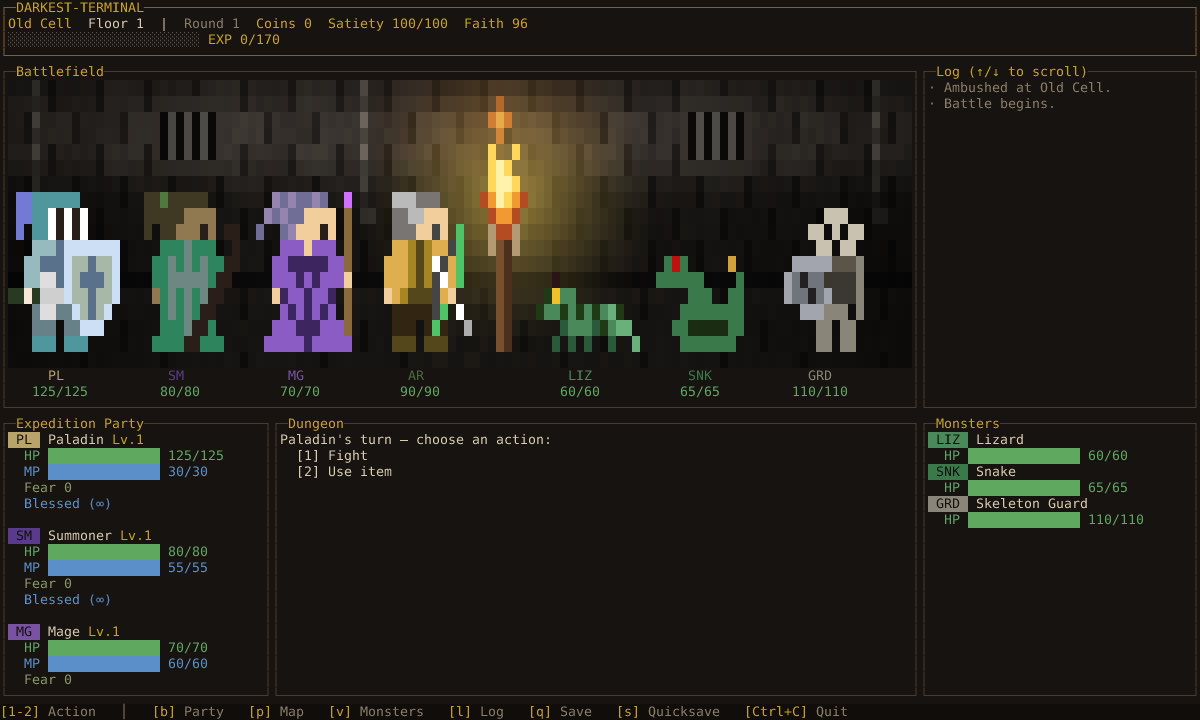 DARKEST-TERMINAL
Old Cell  Floor 1  |  Round 1  Coins 0  Satiety 100/100  Faith 96
EXP 0/170
Battlefield
PL SM MG AR LIZ SNK GRD
125/125 80/80 70/70 90/90 60/60 65/65 110/110
Log (↑/↓ to scroll)
· Ambushed at Old Cell.
· Battle begins.
Expedition Party
PL Paladin Lv.1
HP 125/125
MP 30/30
Fear 0
Blessed (∞)
SM Summoner Lv.1
HP 80/80
MP 55/55
Fear 0
Blessed (∞)
MG Mage Lv.1
HP 70/70
MP 60/60
Fear 0
Dungeon
Paladin's turn — choose an action:
[1] Fight
[2] Use item
Monsters
LIZ Lizard
HP 60/60
SNK Snake
HP 65/65
GRD Skeleton Guard
HP 110/110
[1-2] Action │ [b] Party [p] Map [v] Monsters [l] Log [q] Save [s] Quicksave [Ctrl+C] Quit